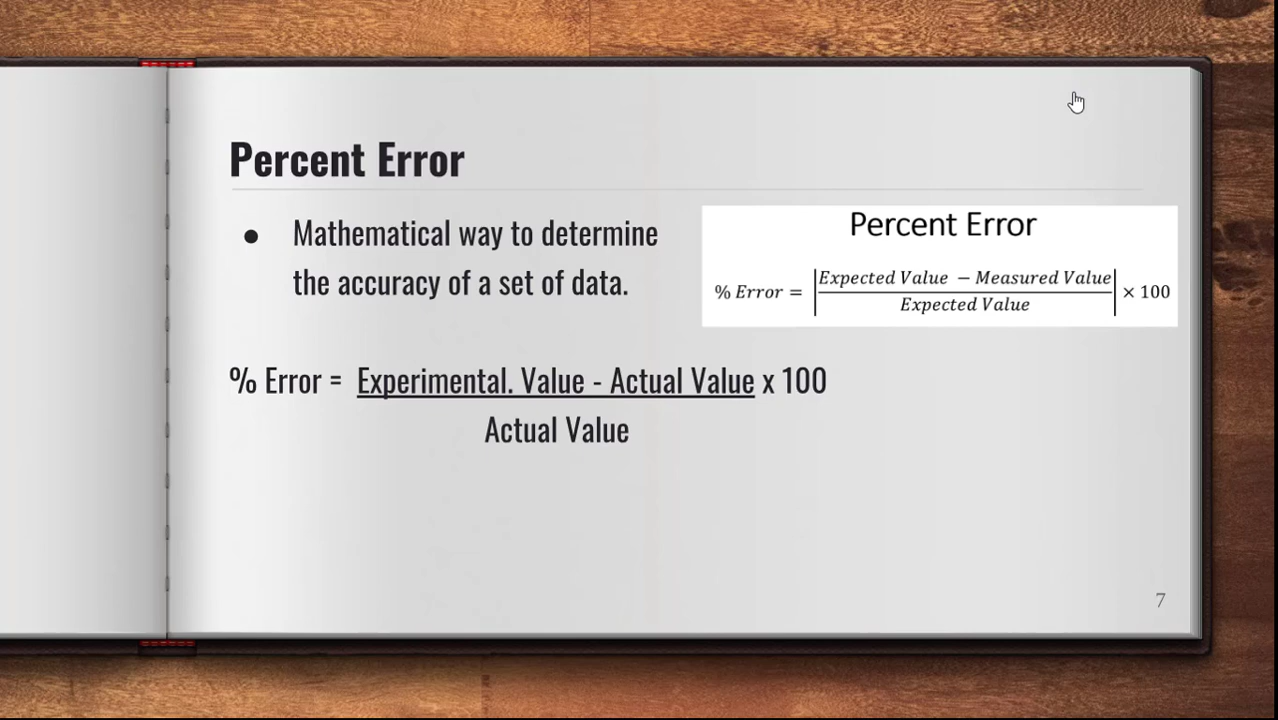 Percent Error
● Mathematical way to determine
the accuracy of a set of data.
Percent Error
% Error = |Expected Value − Measured Value
Expected Value| × 100
% Error = Experimental. Value - Actual Value x 100
Actual Value
7